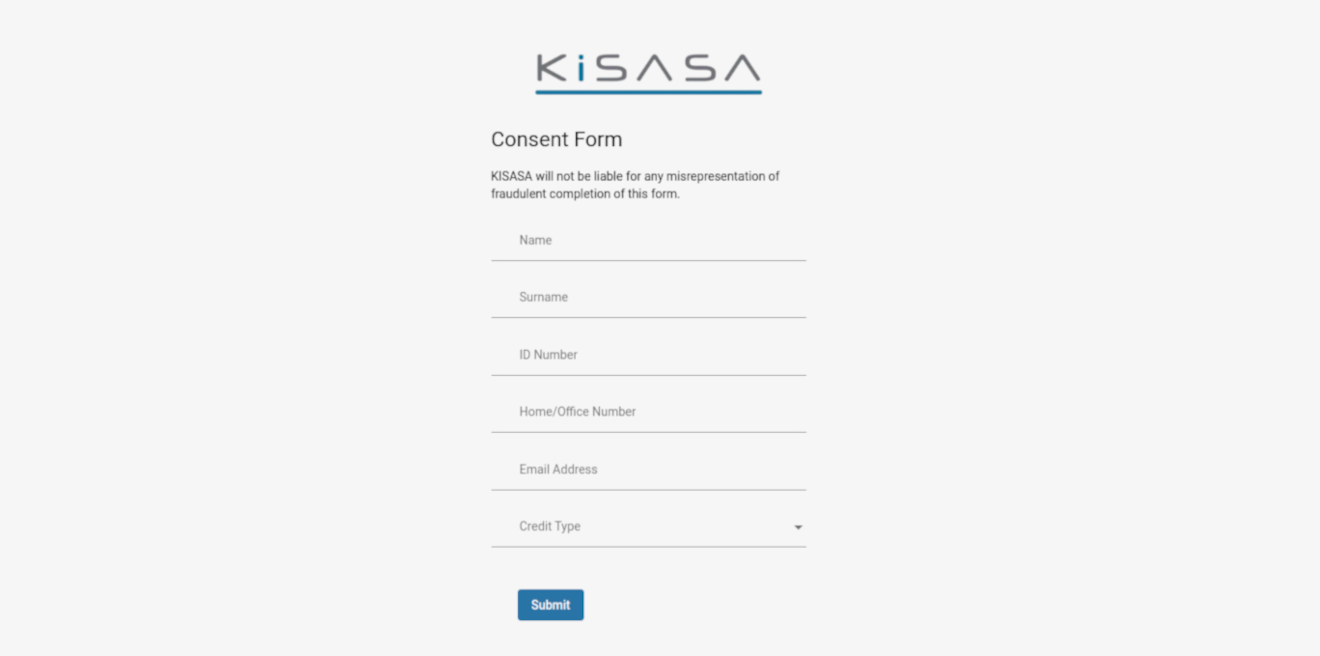 KiSASA
Consent Form
KISASA will not be liable for any misrepresentation of
fraudulent completion of this form.
Name
Surname
ID Number
Home/Office Number
Email Address
Credit Type
Submit